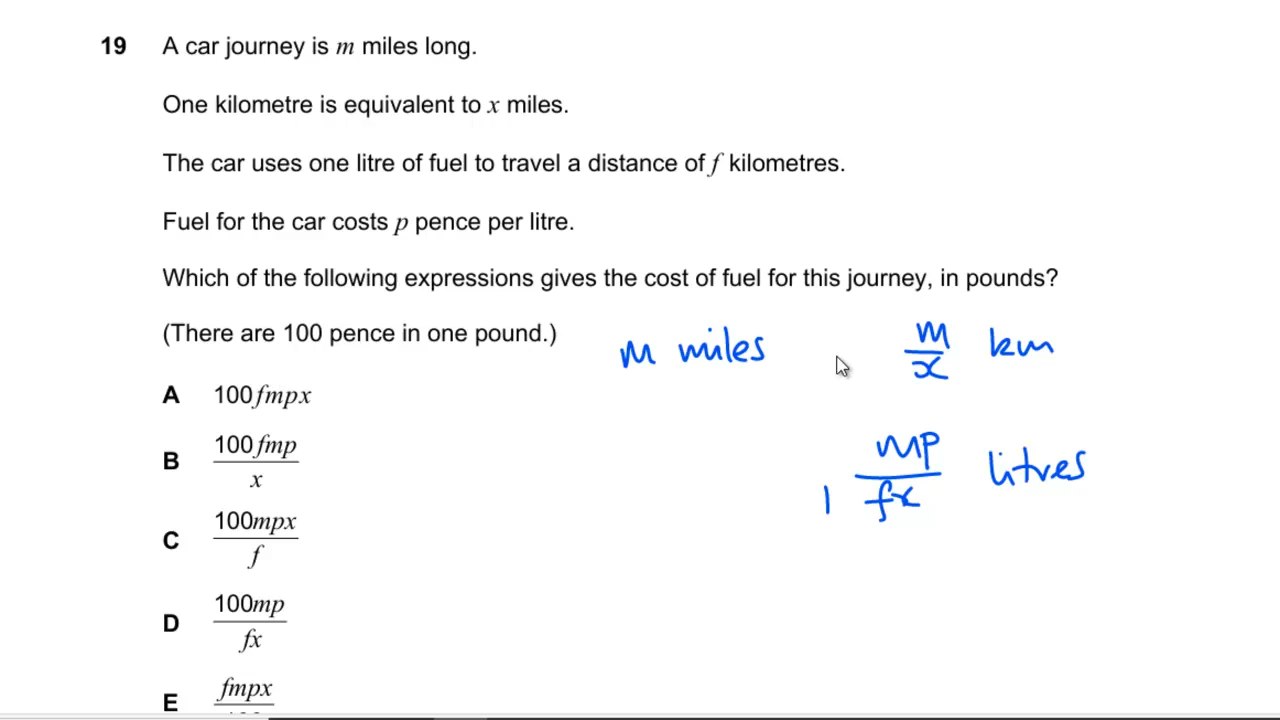 19 A car journey is m miles long.
One kilometre is equivalent to x miles.
The car uses one litre of fuel to travel a distance of f kilometres.
Fuel for the car costs p pence per litre.
Which of the following expressions gives the cost of fuel for this journey, in pounds?
(There are 100 pence in one pound.)
m miles
m
x
km
A 100fmpx
B 100fmp
x
mp
1 fx
litres
C 100mpx
f
D 100mp
fx
E fmpx